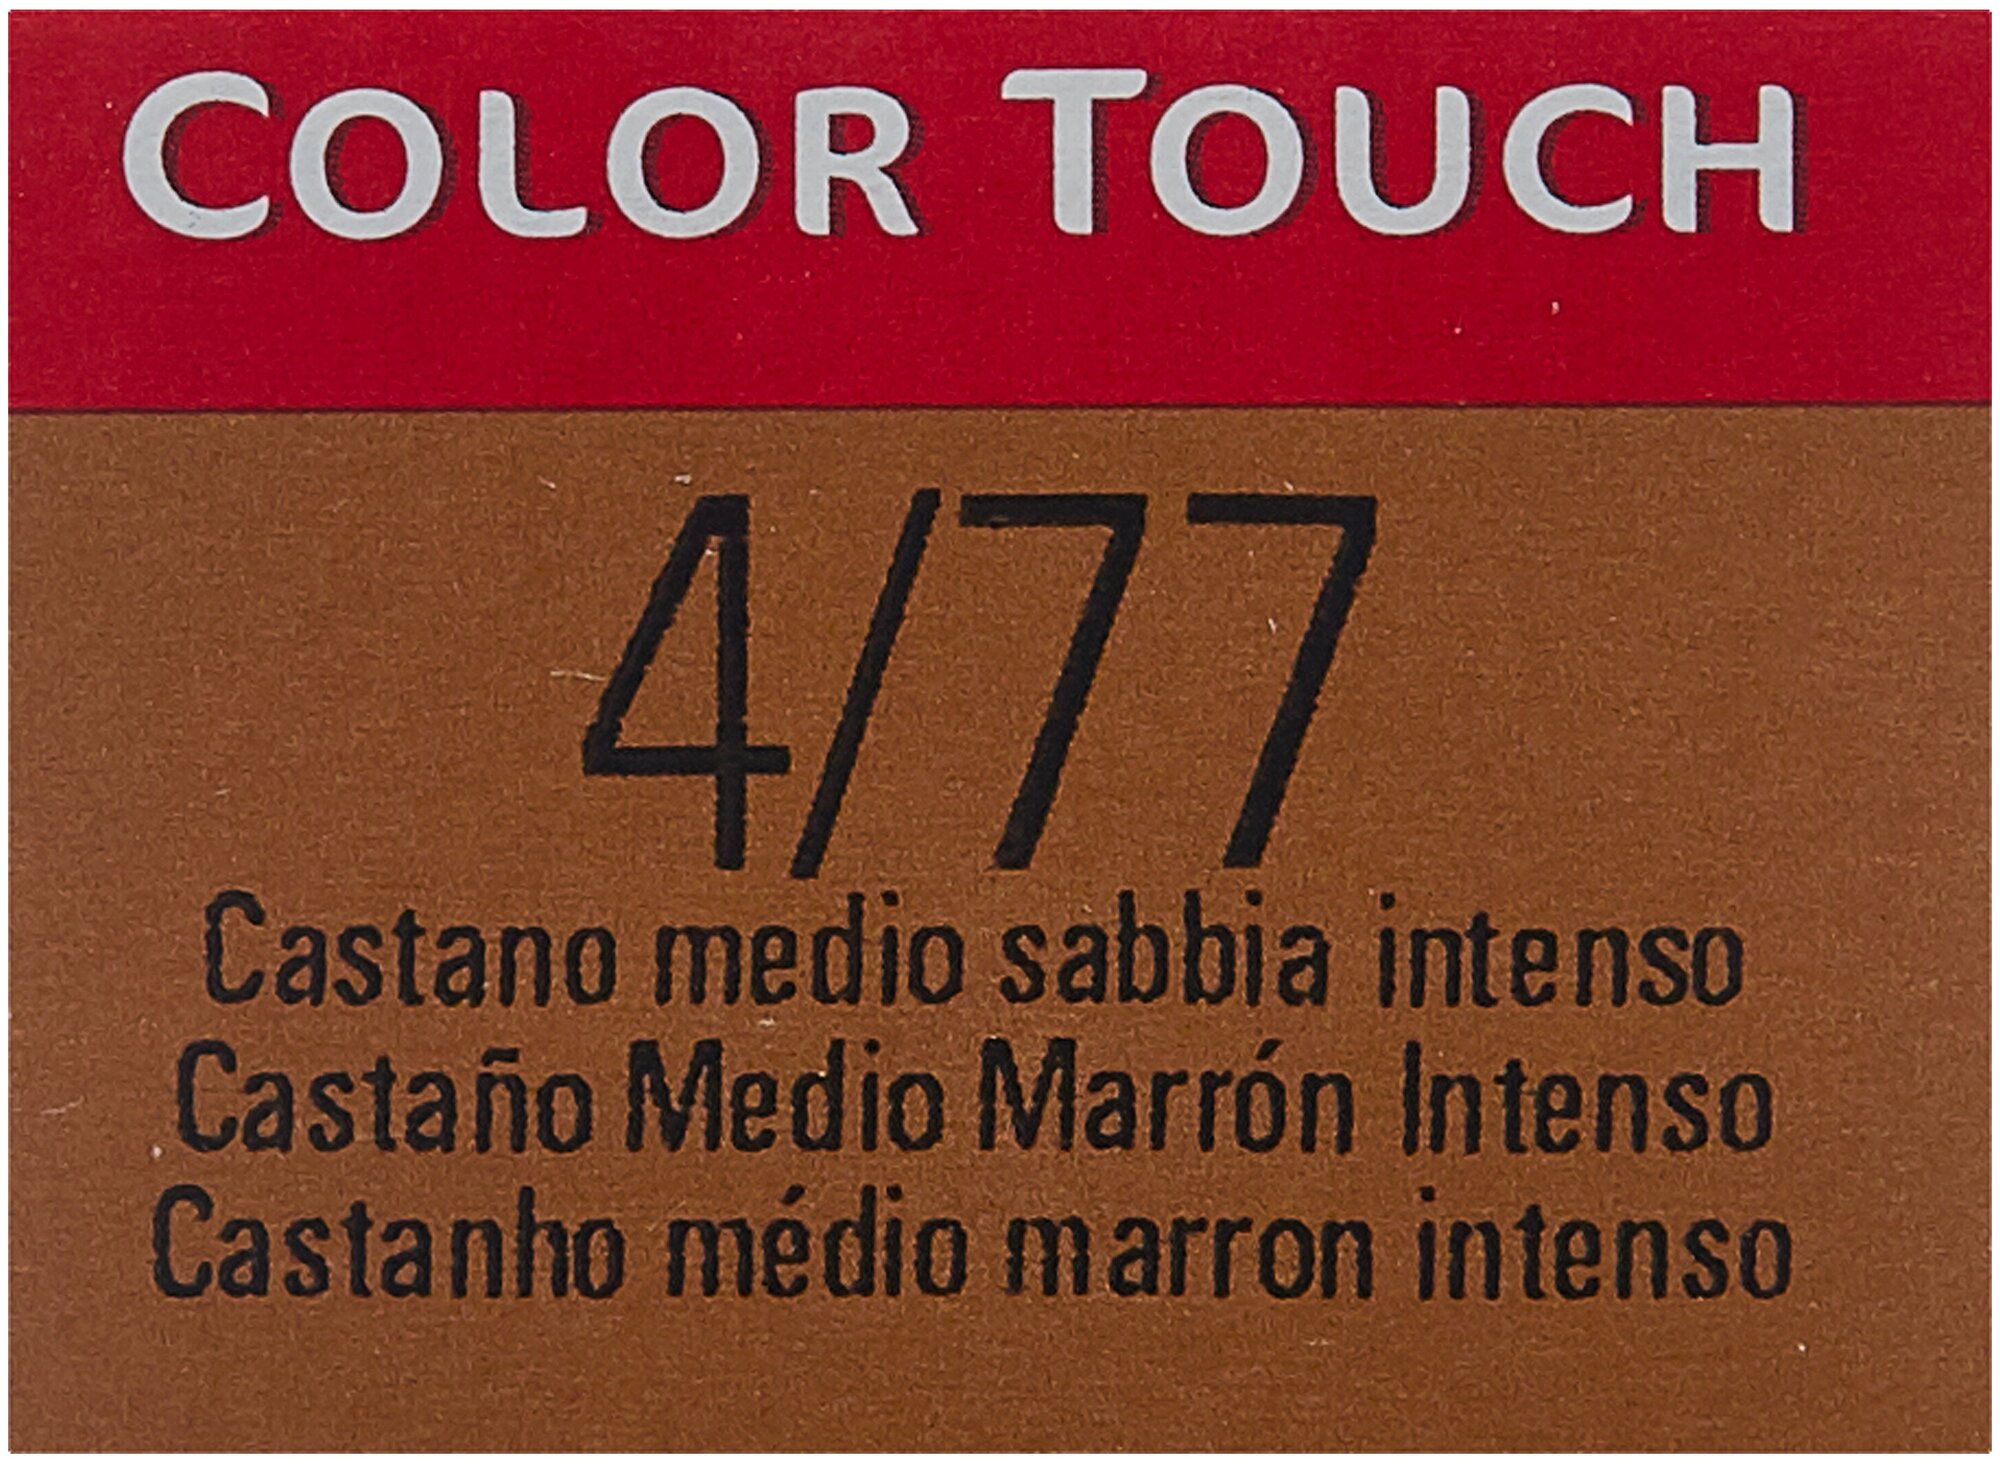 COLOR TOUCH
4/77
Castano medio sabbia intenso
Castaño Medio Marrón Intenso
Castanho médio marron intenso